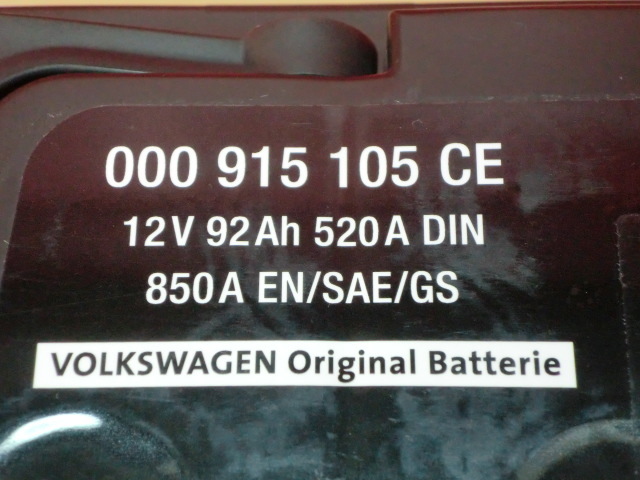 000 915 105 CE
12V 92Ah 520A DIN
850A EN/SAE/GS
VOLKSWAGEN Original Batterie